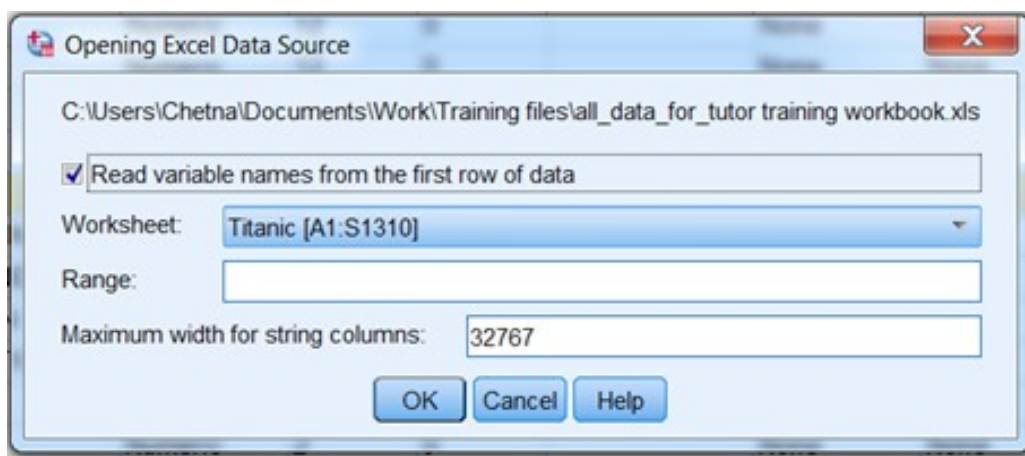 Opening Excel Data Source
C:\Users\Chetna\Documents\Work\Training files\all_data_for_tutor training workbook.xls
Read variable names from the first row of data
Worksheet: Titanic [A1:S1310]
Range:
Maximum width for string columns: 32767
OK Cancel Help